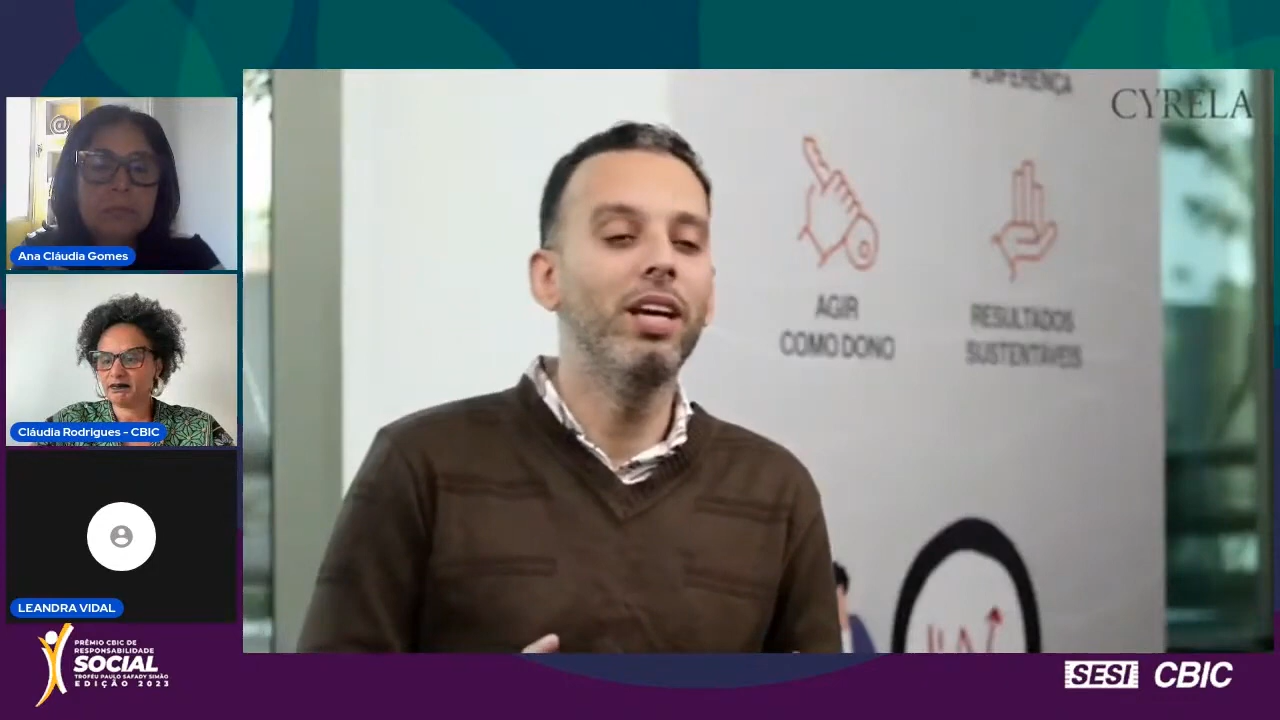 @
Ana Cláudia Gomes
Cláudia Rodrigues - CBIC
LEANDRA VIDAL
A DIFERENÇA
CYRELA
AGIR
COMO DONO
RESULTADOS
SUSTENTÁVEIS
PRÊMIO CBIC DE
RESPONSABILIDADE
SOCIAL
TROFÉU PAULO SAFADY SIMÃO
EDIÇÃO 2023
SESI CBIC